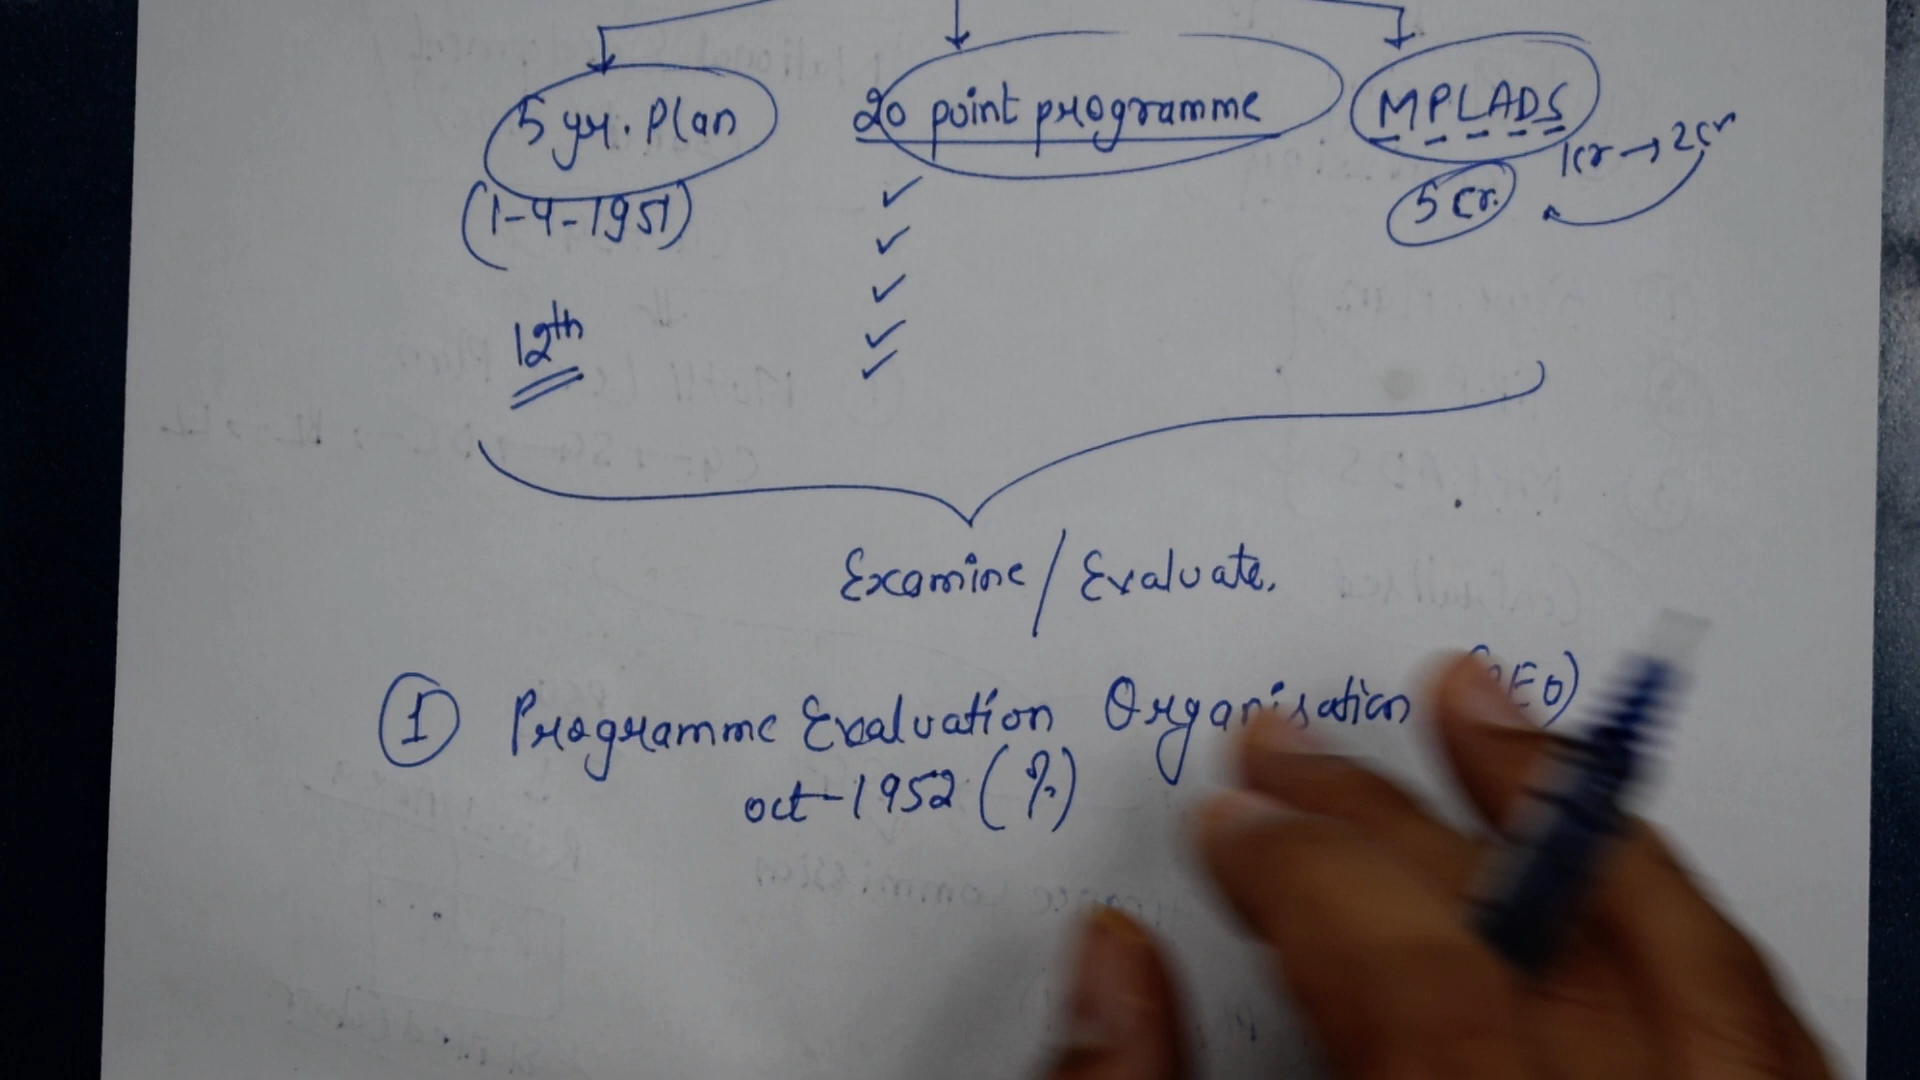 5 yr. Plan 20 point programme MPLADS
1cr → 2cr
(1-4-1951) 5 cr.
12th
Examine / Evaluate.
1 Programme Evaluation Organisation EO)
oct-1952